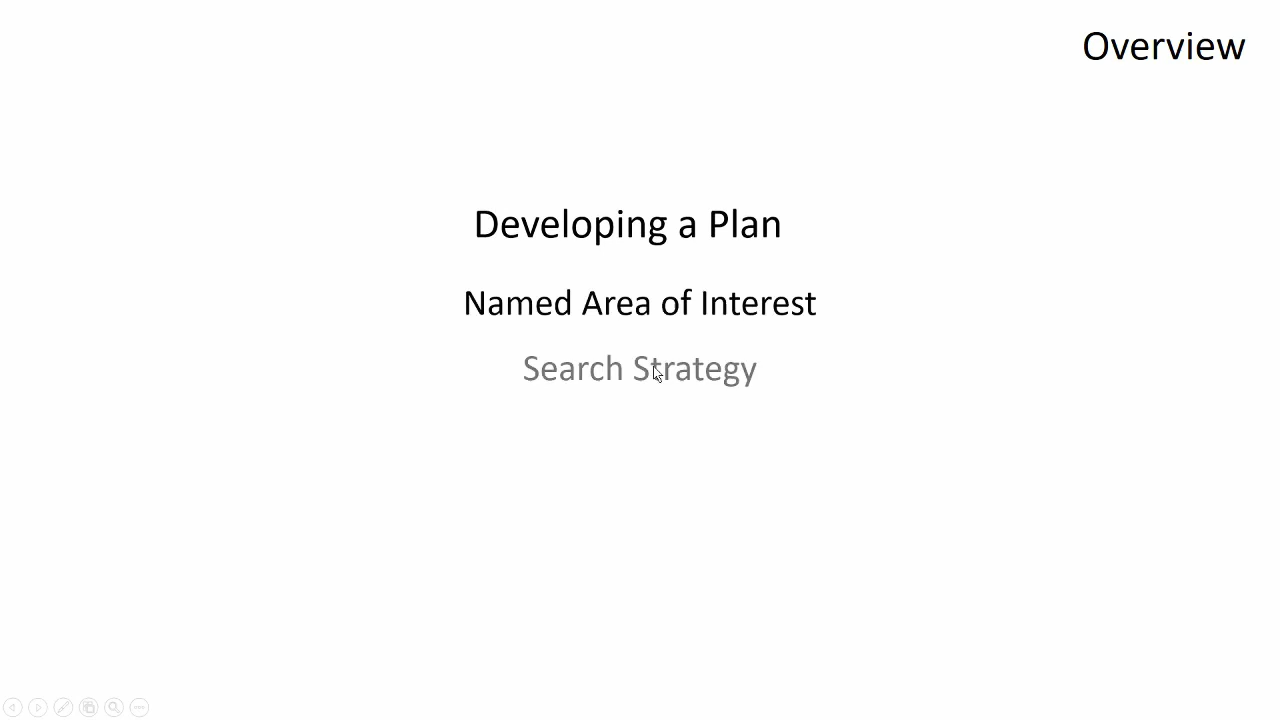 Overview
Developing a Plan
Named Area of Interest
Search Strategy